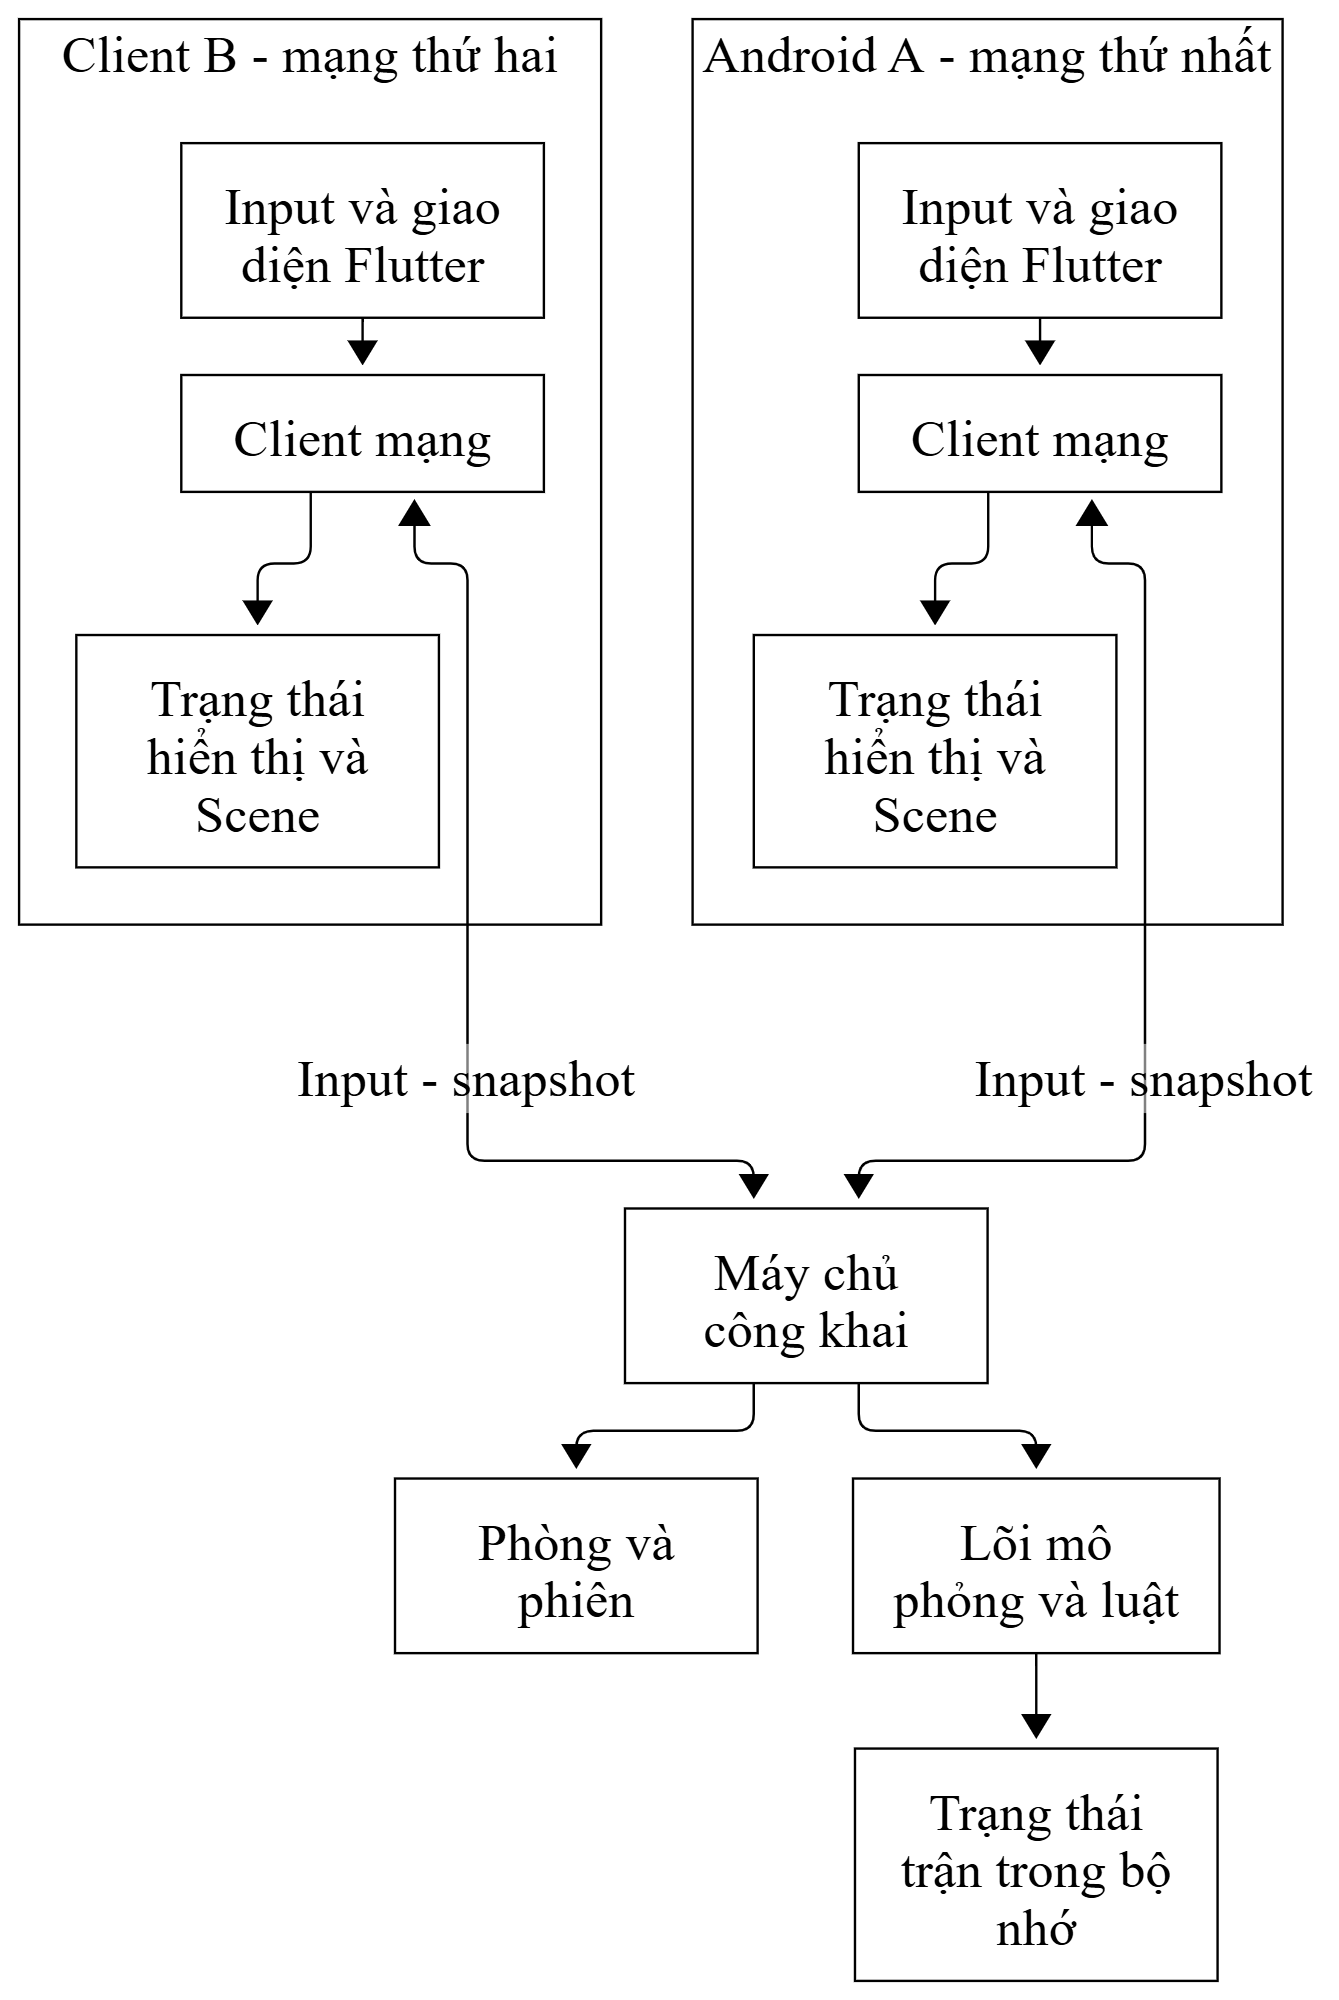 Client B - mạng thứ hai
Input và giao
diện Flutter
Client mạng
Trạng thái
hiển thị và
Scene
Android A - mạng thứ nhất
Input và giao
diện Flutter
Client mạng
Trạng thái
hiển thị và
Scene
Input - snapshot
Input - snapshot
Máy chủ
công khai
Phòng và
phiên
Lõi mô
phỏng và luật
Trạng thái
trận trong bộ
nhớ